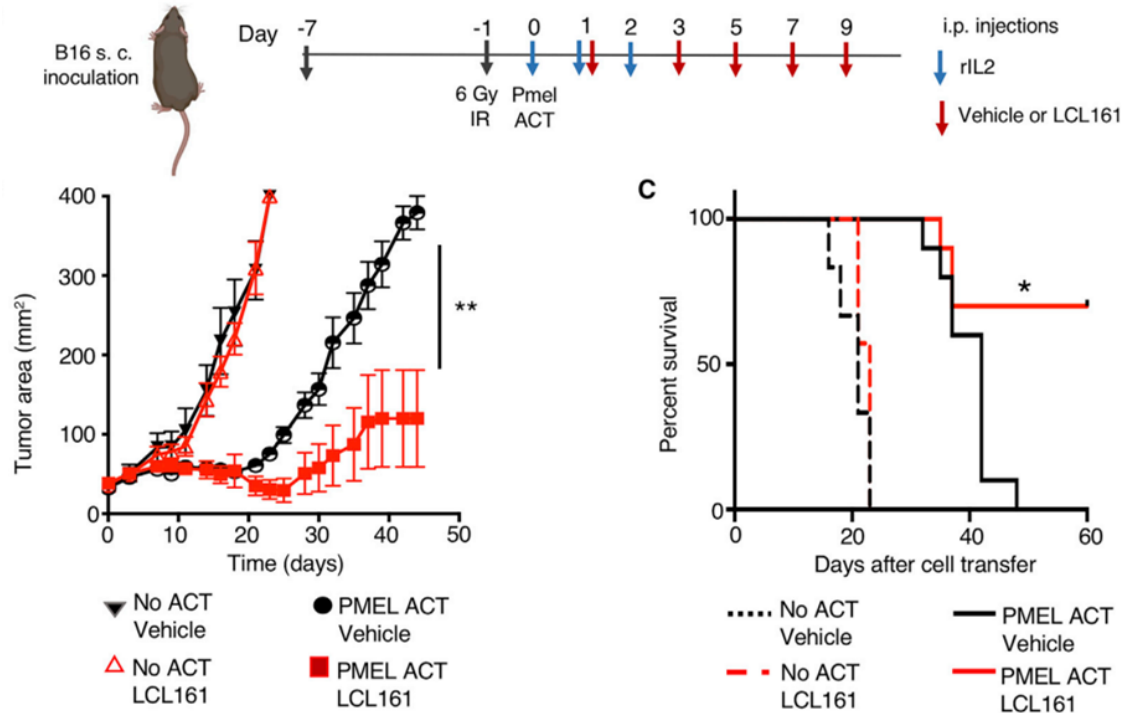 B16 s. c.
inoculation
Day
-7
-1
0
1
2
3
5
7
9
i.p. injections
6 Gy
IR
Pmel
ACT
rIL2
Vehicle or LCL161
Tumor area (mm²)
400
300
200
100
0
**
0
10
20
30
40
50
Time (days)
No ACT
Vehicle
PMEL ACT
Vehicle
No ACT
LCL161
PMEL ACT
LCL161
C
Percent survival
100
50
0
*
0
20
40
60
Days after cell transfer
No ACT
Vehicle
PMEL ACT
Vehicle
No ACT
LCL161
PMEL ACT
LCL161